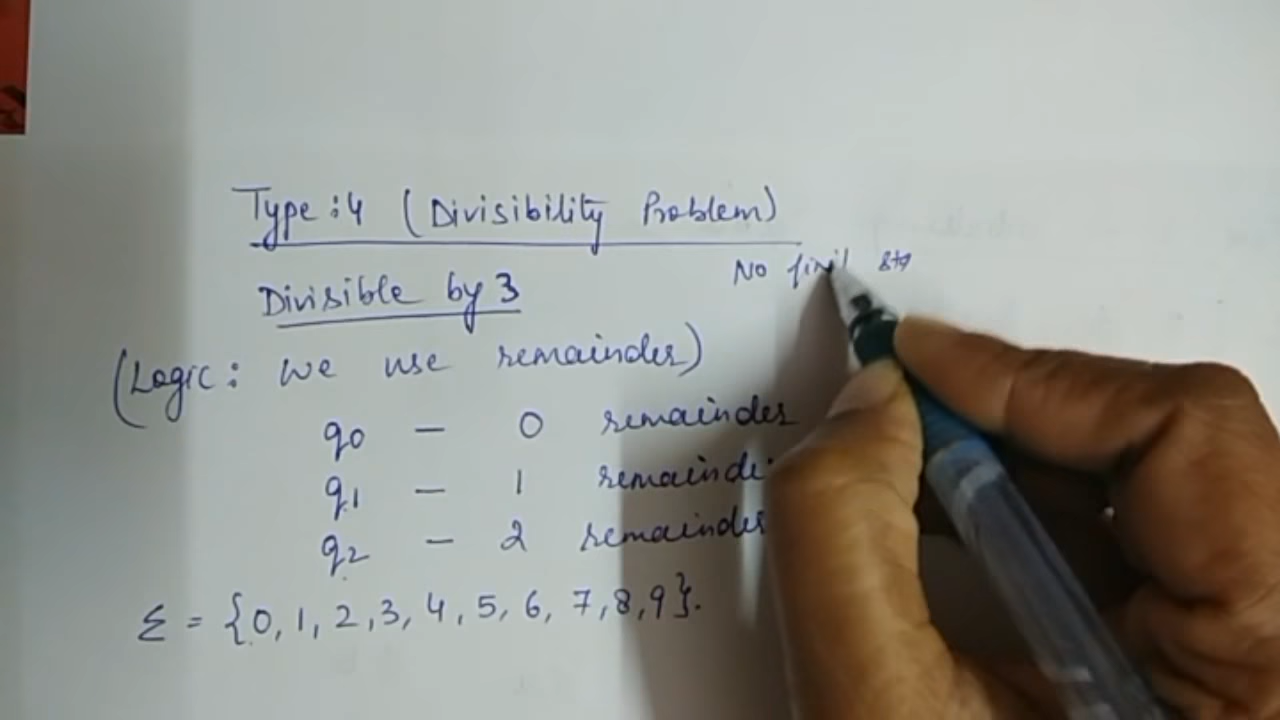 Type:4 (Divisibility Problem)
No
Divisible by 3
(Logic: we use remainder)
q0 - 0 remainder
q1 - 1
q2 - 2 remainder
Σ = {0, 1, 2, 3, 4, 5, 6, 7, 8, 9}.